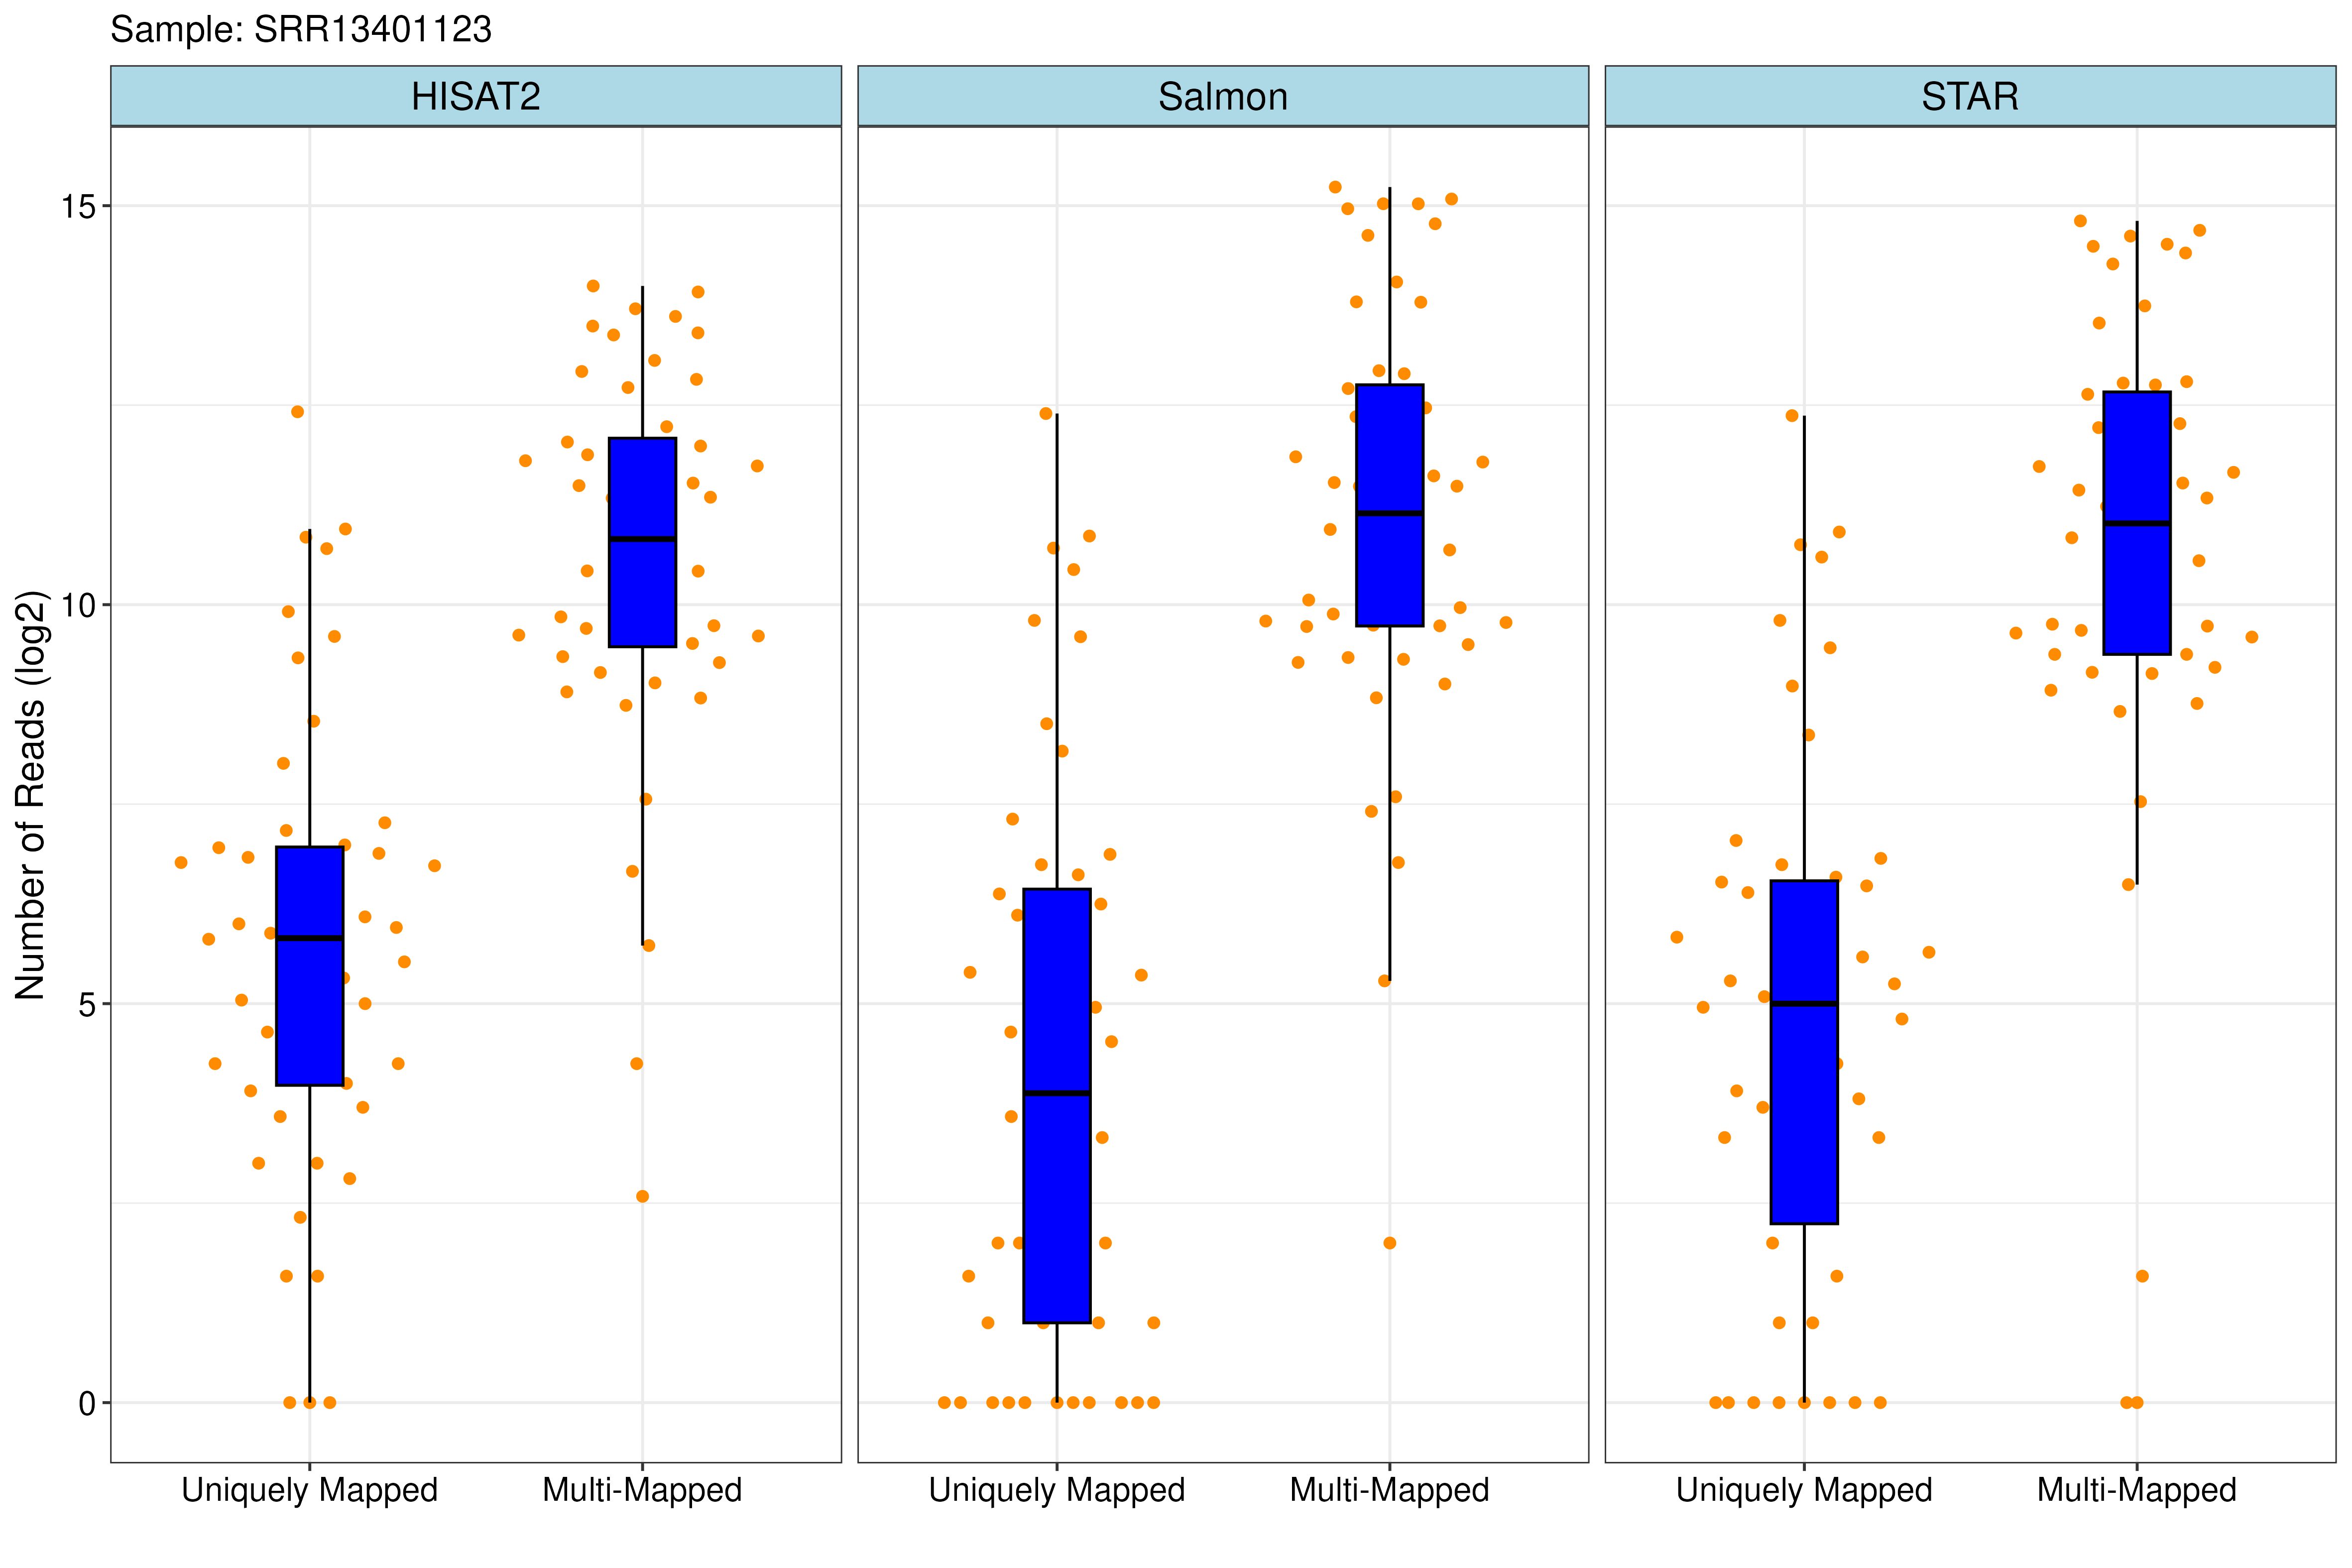 Sample: SRR13401123
HISAT2
Salmon
STAR
Number of Reads (log2)
15
10
5
0
Uniquely Mapped
Multi-Mapped
Uniquely Mapped
Multi-Mapped
Uniquely Mapped
Multi-Mapped